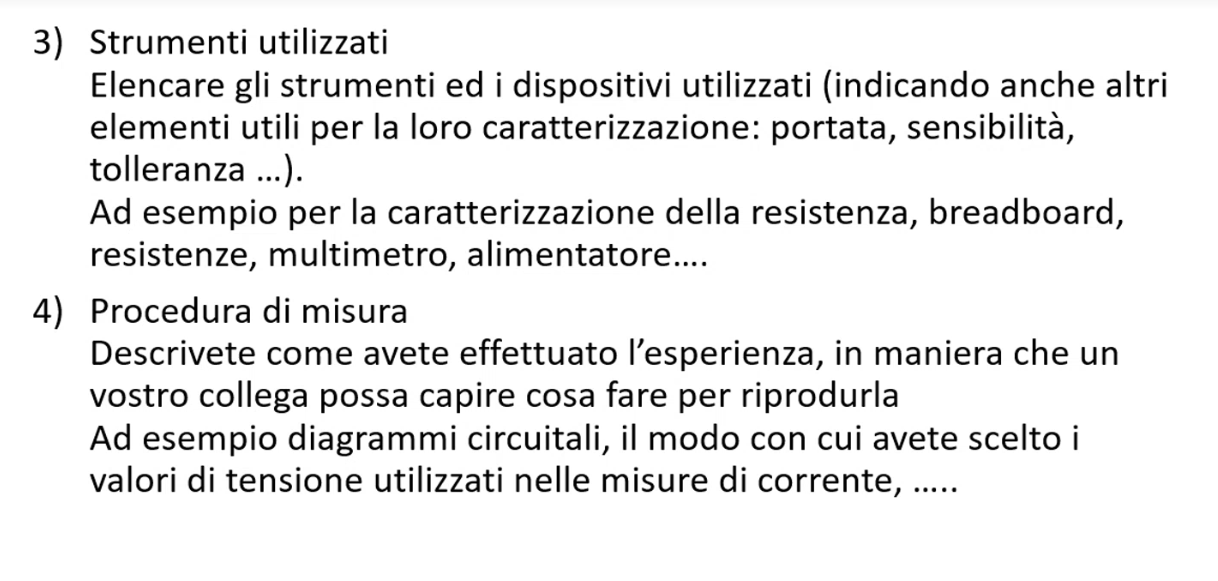 3) Strumenti utilizzati
Elencare gli strumenti ed i dispositivi utilizzati (indicando anche altri
elementi utili per la loro caratterizzazione: portata, sensibilità,
tolleranza ...).
Ad esempio per la caratterizzazione della resistenza, breadboard,
resistenze, multimetro, alimentatore....
4) Procedura di misura
Descrivete come avete effettuato l’esperienza, in maniera che un
vostro collega possa capire cosa fare per riprodurla
Ad esempio diagrammi circuitali, il modo con cui avete scelto i
valori di tensione utilizzati nelle misure di corrente, .....